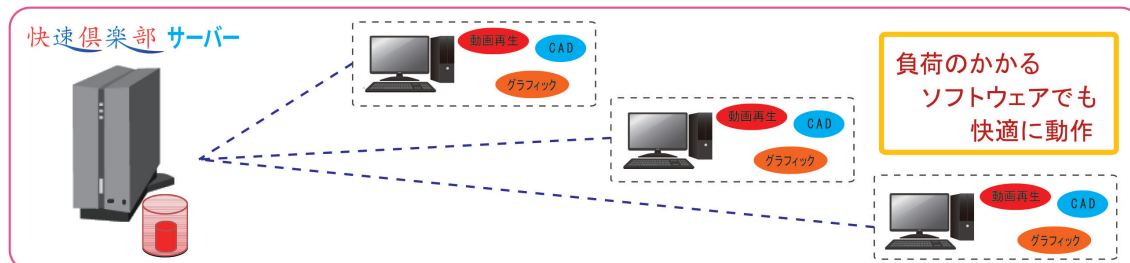 快速倶楽部 サーバー
動画再生
CAD
グラフィック
動画再生
CAD
グラフィック
動画再生
CAD
グラフィック
負荷のかかる
ソフトウェアでも
快適に動作